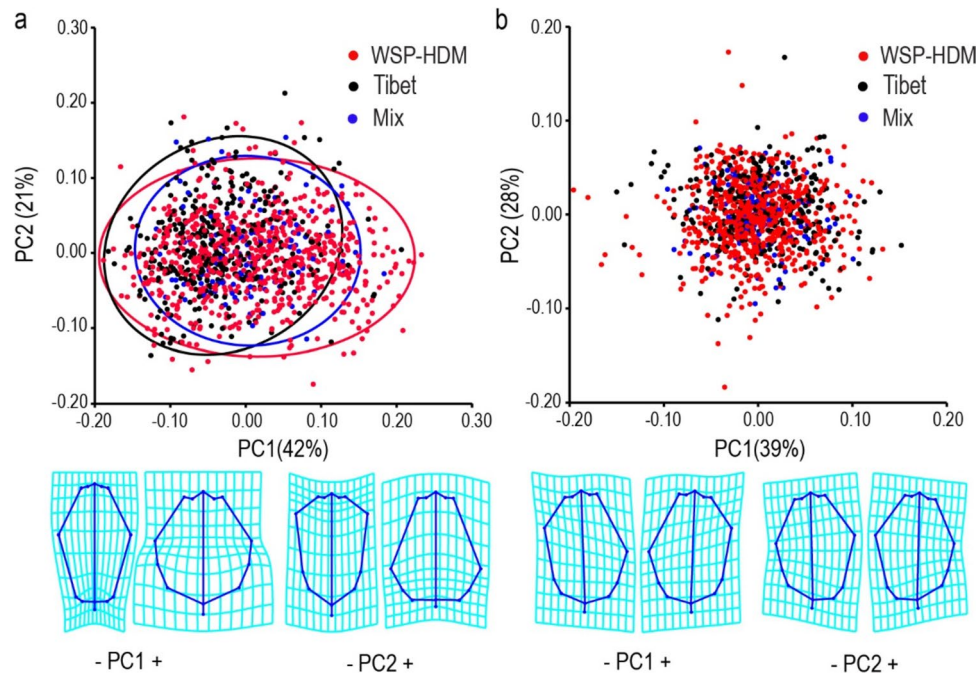 a
0.30
0.20
0.10
0.00
-0.10
-0.20
PC2 (21%)
WSP-HDM
Tibet
Mix
-0.20
-0.10
0.00
0.10
0.20
0.30
PC1(42%)
b
0.20
0.10
0.00
-0.10
-0.20
PC2 (28%)
WSP-HDM
Tibet
Mix
-0.20
-0.10
0.00
0.10
0.20
PC1(39%)
- PC1 +
- PC2 +
- PC1 +
- PC2 +